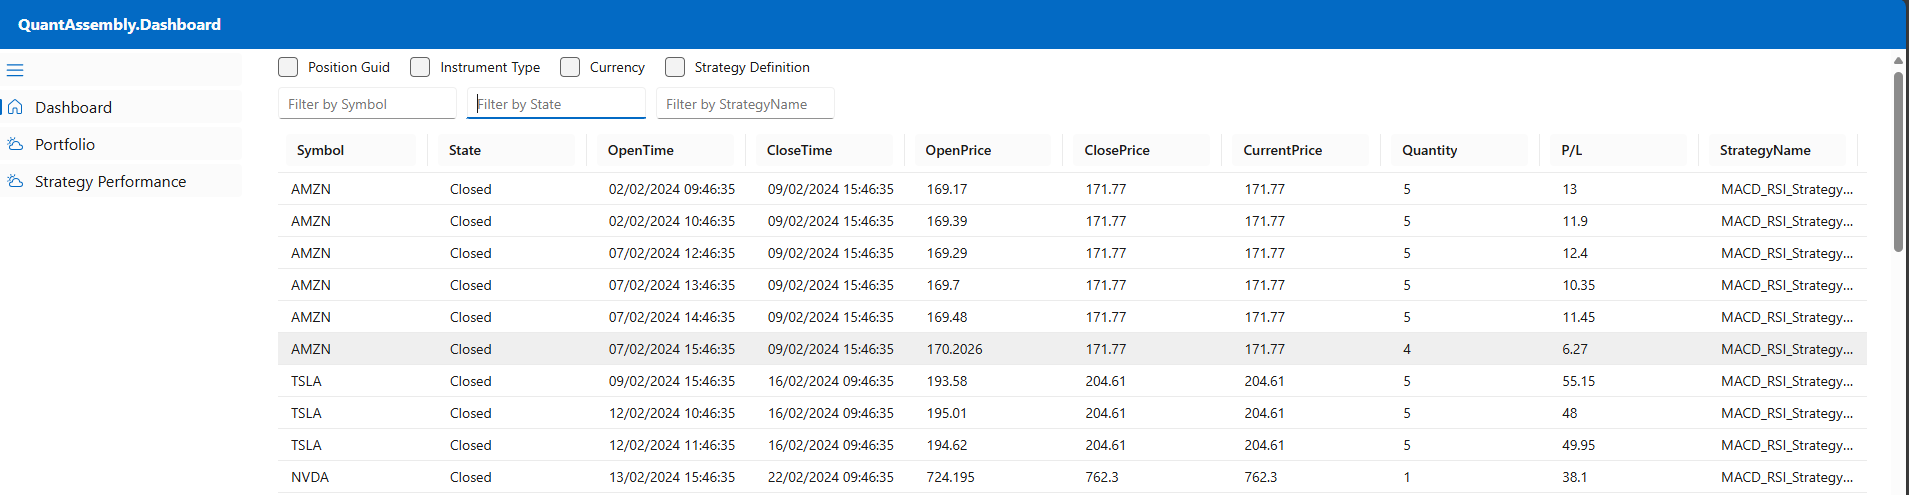 QuantAssembly.Dashboard
Position Guid Instrument Type Currency Strategy Definition
Dashboard
Filter by Symbol Filter by State Filter by StrategyName
Portfolio
Symbol State OpenTime CloseTime OpenPrice ClosePrice CurrentPrice Quantity P/L StrategyName
Strategy Performance
AMZN Closed 02/02/2024 09:46:35 09/02/2024 15:46:35 169.17 171.77 171.77 5 13 MACD_RSI_Strategy...
AMZN Closed 02/02/2024 10:46:35 09/02/2024 15:46:35 169.39 171.77 171.77 5 11.9 MACD_RSI_Strategy...
AMZN Closed 07/02/2024 12:46:35 09/02/2024 15:46:35 169.29 171.77 171.77 5 12.4 MACD_RSI_Strategy...
AMZN Closed 07/02/2024 13:46:35 09/02/2024 15:46:35 169.7 171.77 171.77 5 10.35 MACD_RSI_Strategy...
AMZN Closed 07/02/2024 14:46:35 09/02/2024 15:46:35 169.48 171.77 171.77 5 11.45 MACD_RSI_Strategy...
AMZN Closed 07/02/2024 15:46:35 09/02/2024 15:46:35 170.2026 171.77 171.77 4 6.27 MACD_RSI_Strategy...
TSLA Closed 09/02/2024 15:46:35 16/02/2024 09:46:35 193.58 204.61 204.61 5 55.15 MACD_RSI_Strategy...
TSLA Closed 12/02/2024 10:46:35 16/02/2024 09:46:35 195.01 204.61 204.61 5 48 MACD_RSI_Strategy...
TSLA Closed 12/02/2024 11:46:35 16/02/2024 09:46:35 194.62 204.61 204.61 5 49.95 MACD_RSI_Strategy...
NVDA Closed 13/02/2024 15:46:35 22/02/2024 09:46:35 724.195 762.3 762.3 1 38.1 MACD_RSI_Strategy...